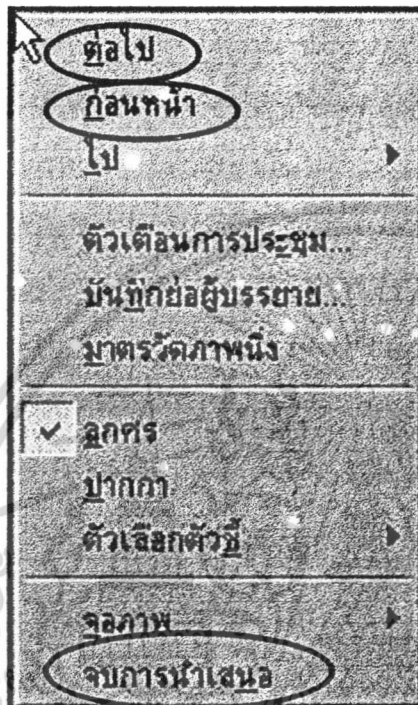 ต่อไป
ก่อนหน้า
ไป
ตัวเตือนการประชุม...
บันทึกย่อผู้บรรยาย...
มาตรวัดภาพนิ่ง
ลูกศร
ปากกา
ตัวเลือกตัวชี้
จอภาพ
จบการนำเสนอ